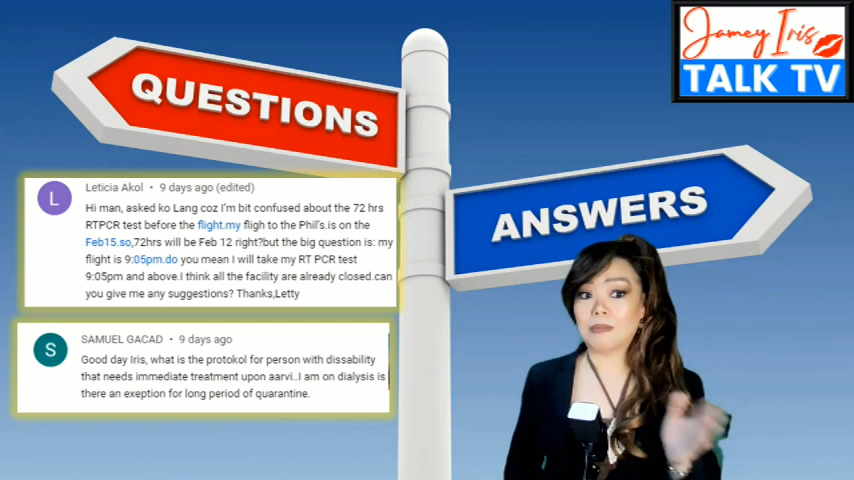 Jamey Iris
TALK TV
QUESTIONS
ANSWERS
L
Leticia Akol • 9 days ago (edited)
Hi man, asked ko Lang coz I'm bit confused about the 72 hrs
RTPCR test before the flight.my fligh to the Phil's.is on the
Feb15.so,72hrs will be Feb 12 right?but the big question is: my
flight is 9:05pm.do you mean I will take my RT PCR test
9:05pm and above.I think all the facility are already closed.can
you give me any suggestions? Thanks,Letty
S
SAMUEL GACAD • 9 days ago
Good day Iris, what is the protokol for person with dissability
that needs immediate treatment upon aarvi..I am on dialysis is
there an exeption for long period of quarantine.